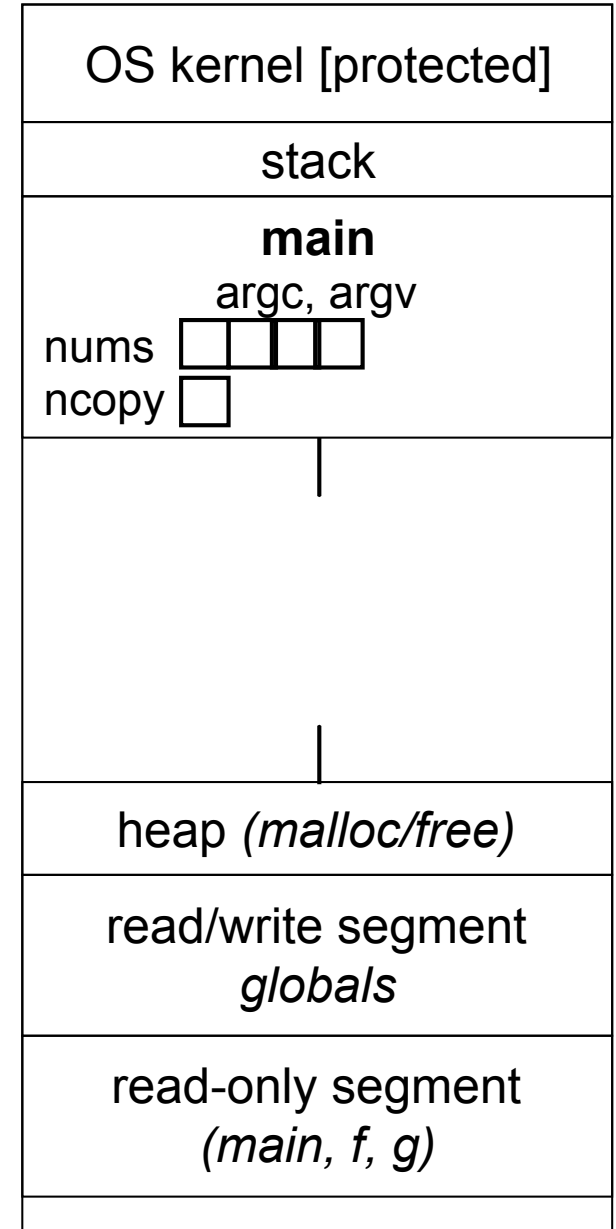 OS kernel [protected]
stack
main
argc, argv
nums
ncopy
heap (malloc/free)
read/write segment
globals
read-only segment
(main, f, g)